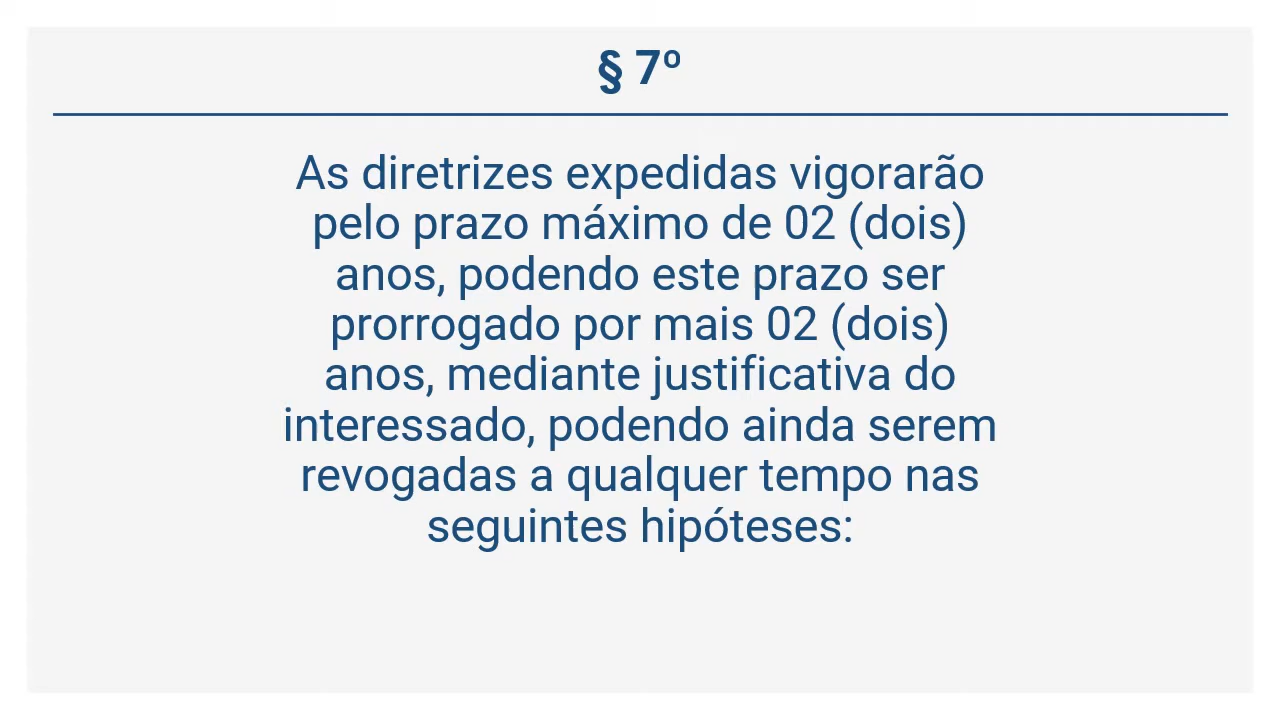 § 7º
As diretrizes expedidas vigorarão
pelo prazo máximo de 02 (dois)
anos, podendo este prazo ser
prorrogado por mais 02 (dois)
anos, mediante justificativa do
interessado, podendo ainda serem
revogadas a qualquer tempo nas
seguintes hipóteses: